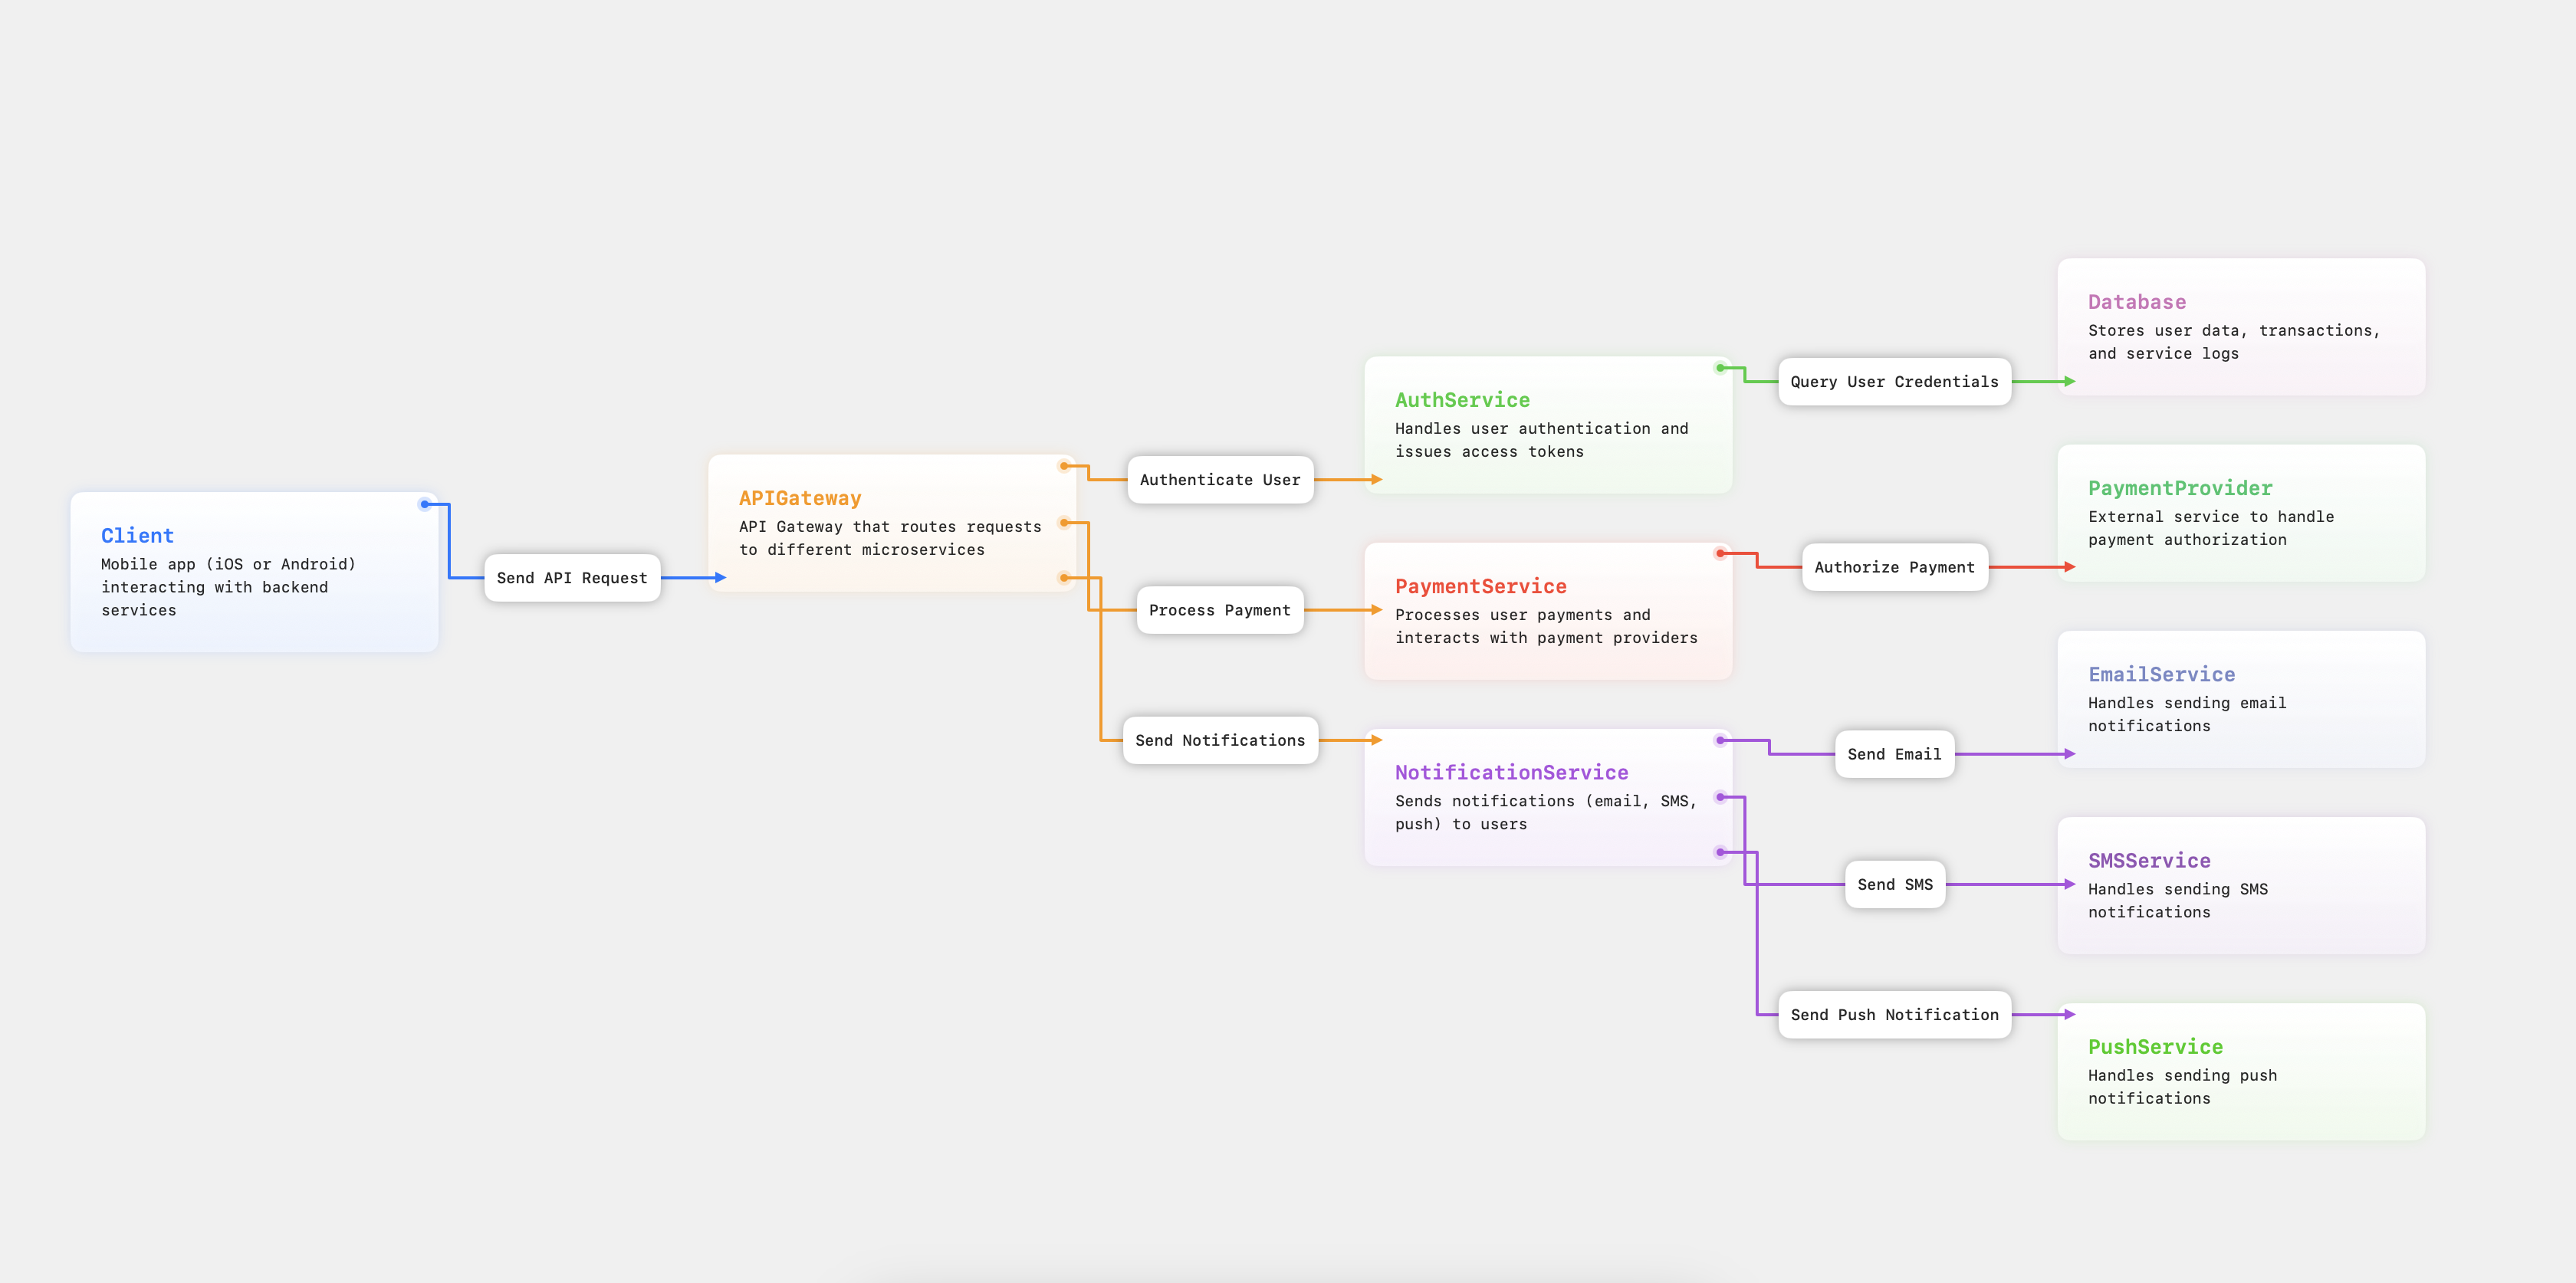 Client
Mobile app (iOS or Android)
interacting with backend
services
Send API Request
APIGateway
API Gateway that routes requests
to different microservices
Authenticate User
Process Payment
Send Notifications
AuthService
Handles user authentication and
issues access tokens
PaymentService
Processes user payments and
interacts with payment providers
NotificationService
Sends notifications (email, SMS,
push) to users
Query User Credentials
Authorize Payment
Send Email
Send SMS
Send Push Notification
Database
Stores user data, transactions,
and service logs
PaymentProvider
External service to handle
payment authorization
EmailService
Handles sending email
notifications
SMSService
Handles sending SMS
notifications
PushService
Handles sending push
notifications